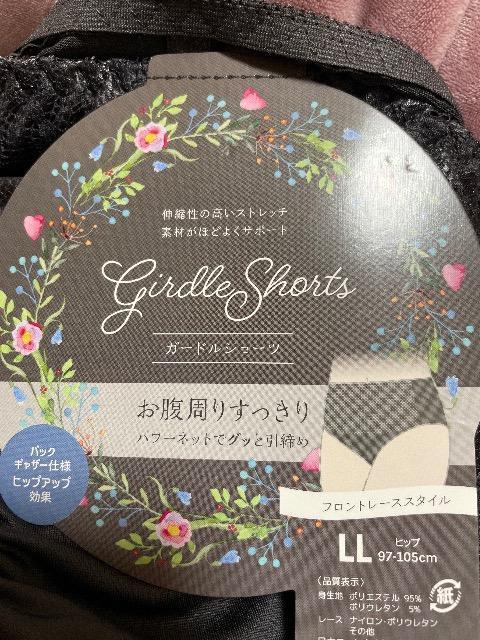 伸縮性の高いストレッチ
素材がほどよくサポート
Girdle Shorts
ガードルショーツ
お腹周りすっきり
パワーネットでグッと引締め
バック
ギャザー仕様
ヒップアップ
効果
フロントレーススタイル
LL ヒップ
97-105cm
〈品質表示〉
身生地 ポリエステル 95%
ポリウレタン 5%
レース ナイロン・ポリウレタン
その他
紙